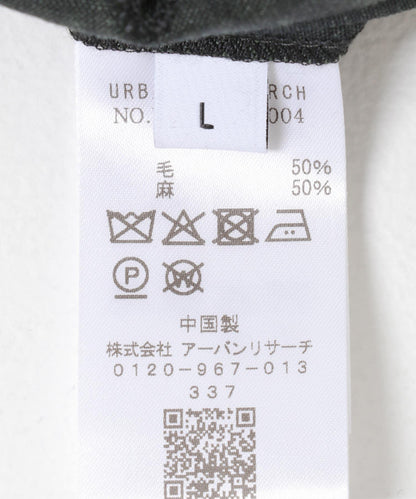 URB RCH
NO. 004
L
毛 50%
麻 50%
P W
中国製
株式会社 アーバンリサーチ
0120-967-013
337